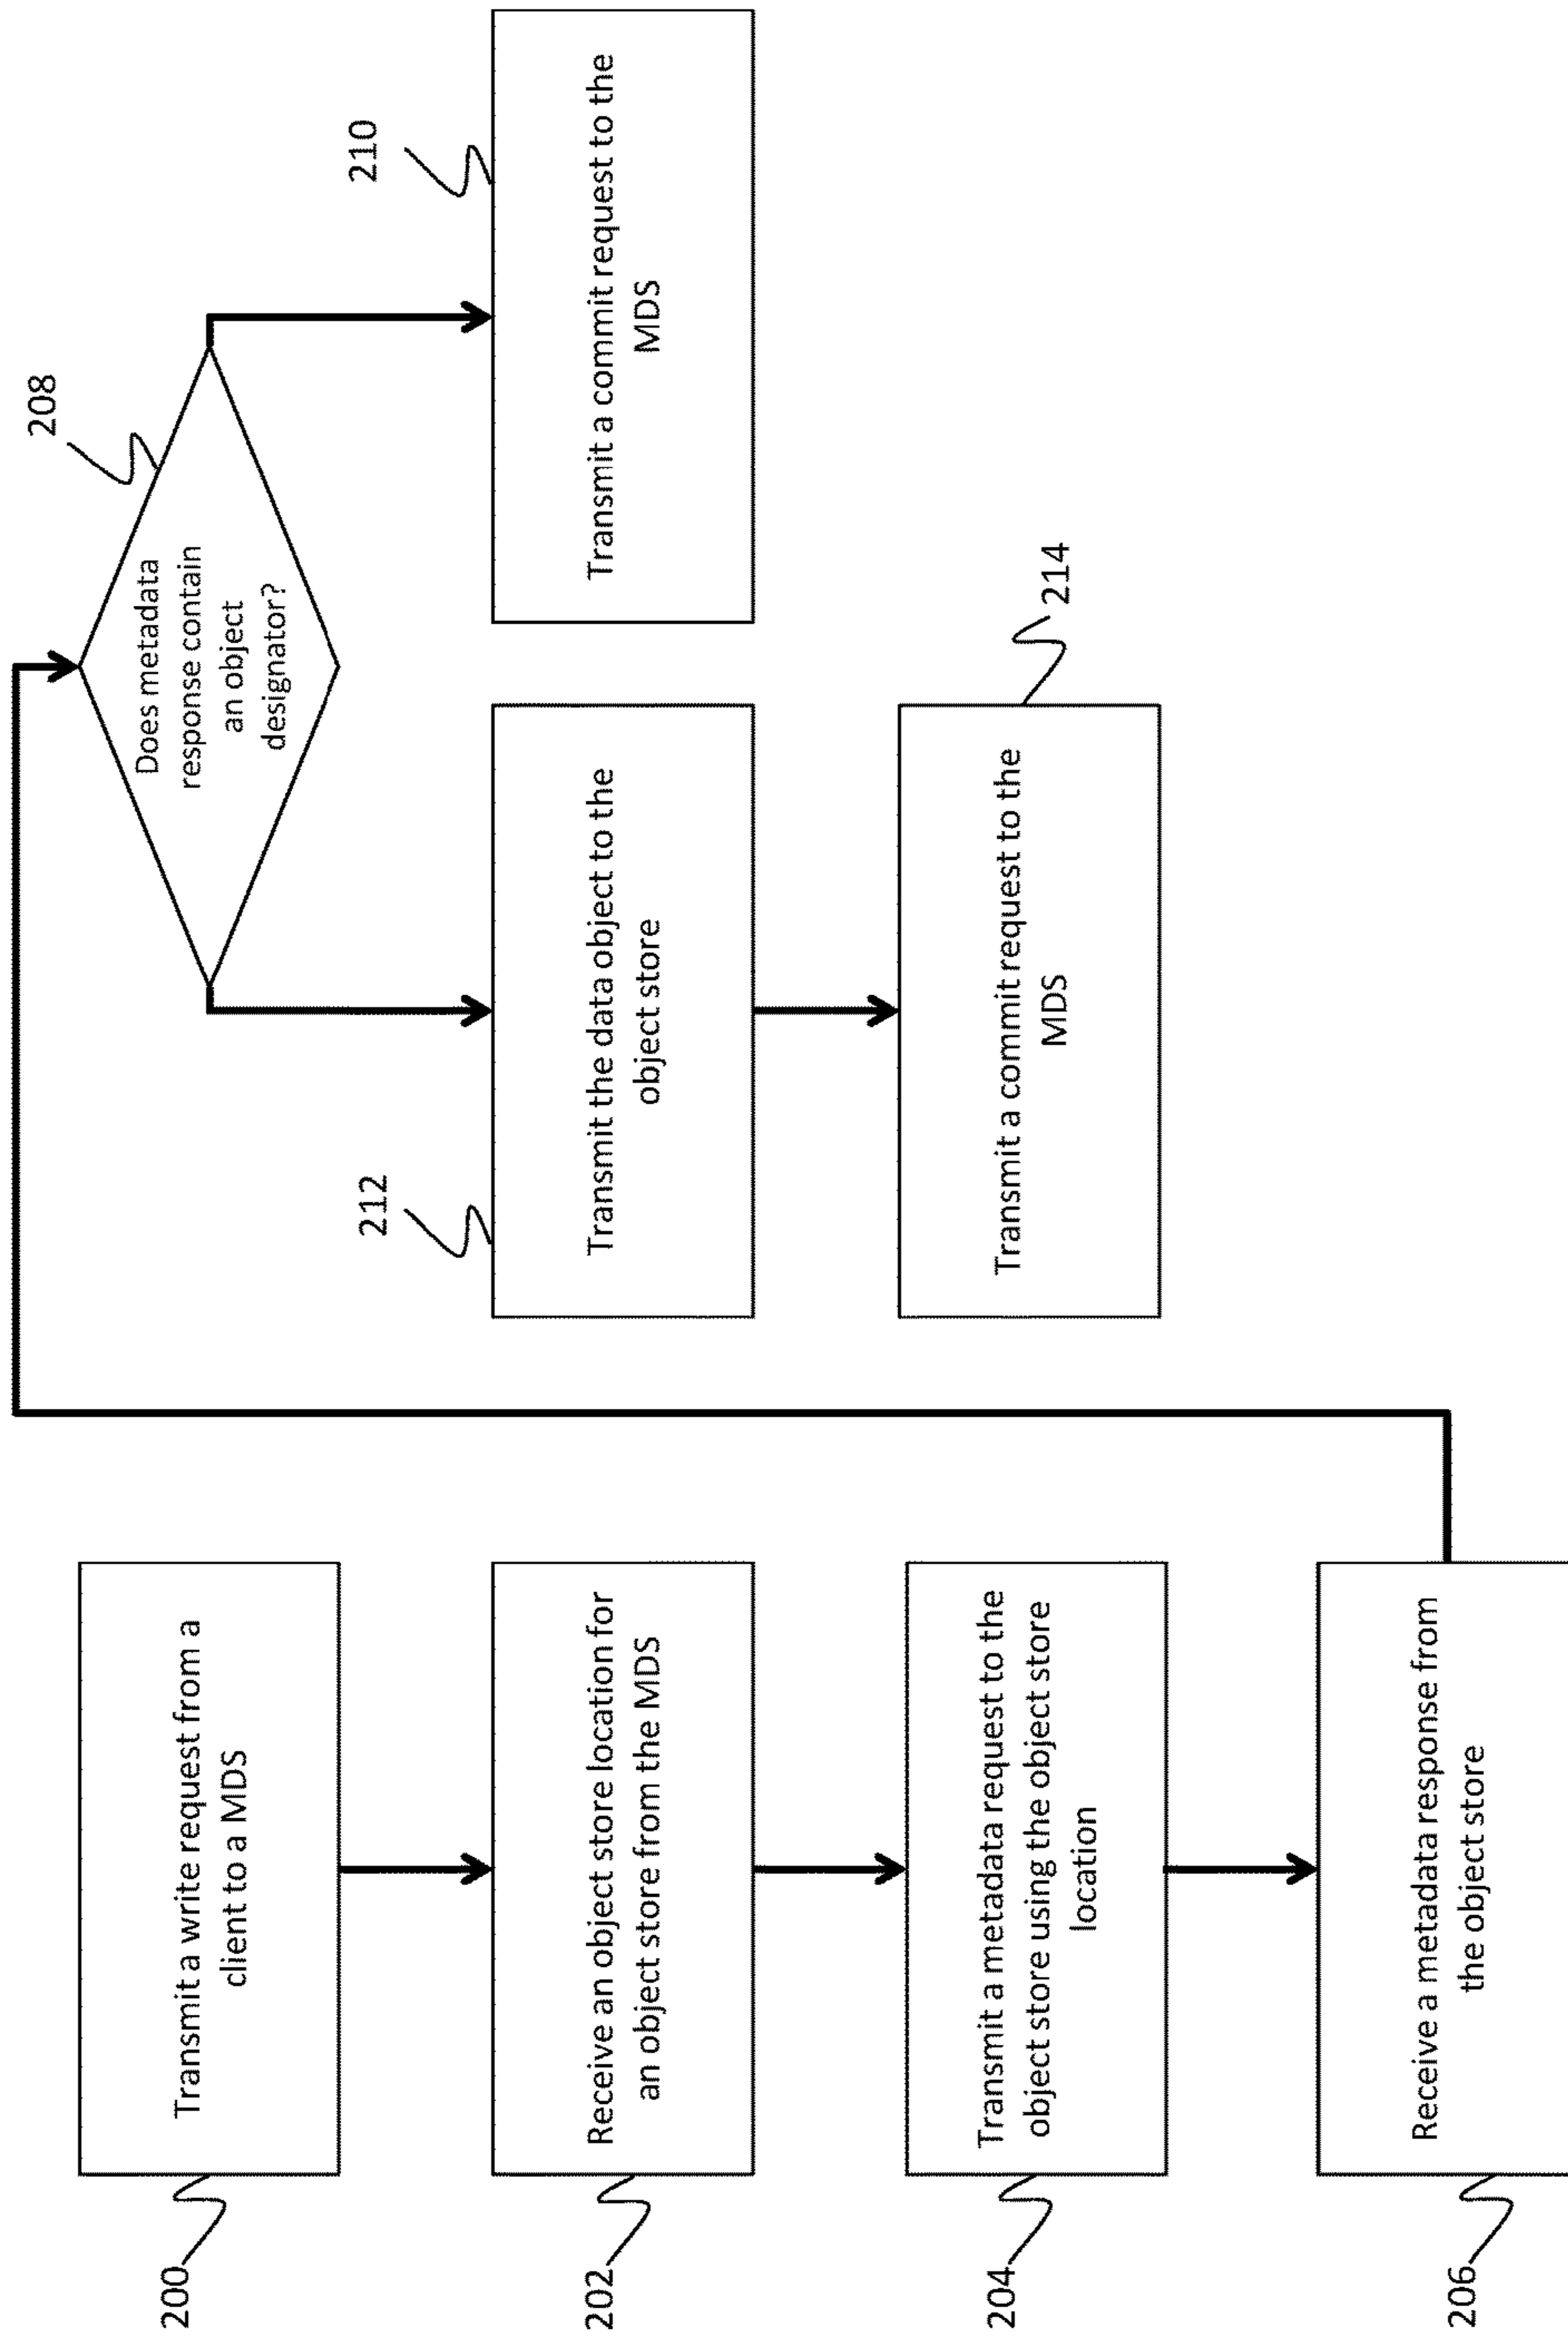 200
Transmit a write request from a
client to a MDS
202
Receive an object store location for
an object store from the MDS
204
Transmit a metadata request to the
object store using the object store
location
206
Receive a metadata response from
the object store
208
Does metadata
response contain
an object
designator?
212
Transmit the data object to the
object store
214
Transmit a commit request to the
MDS
210
Transmit a commit request to the
MDS